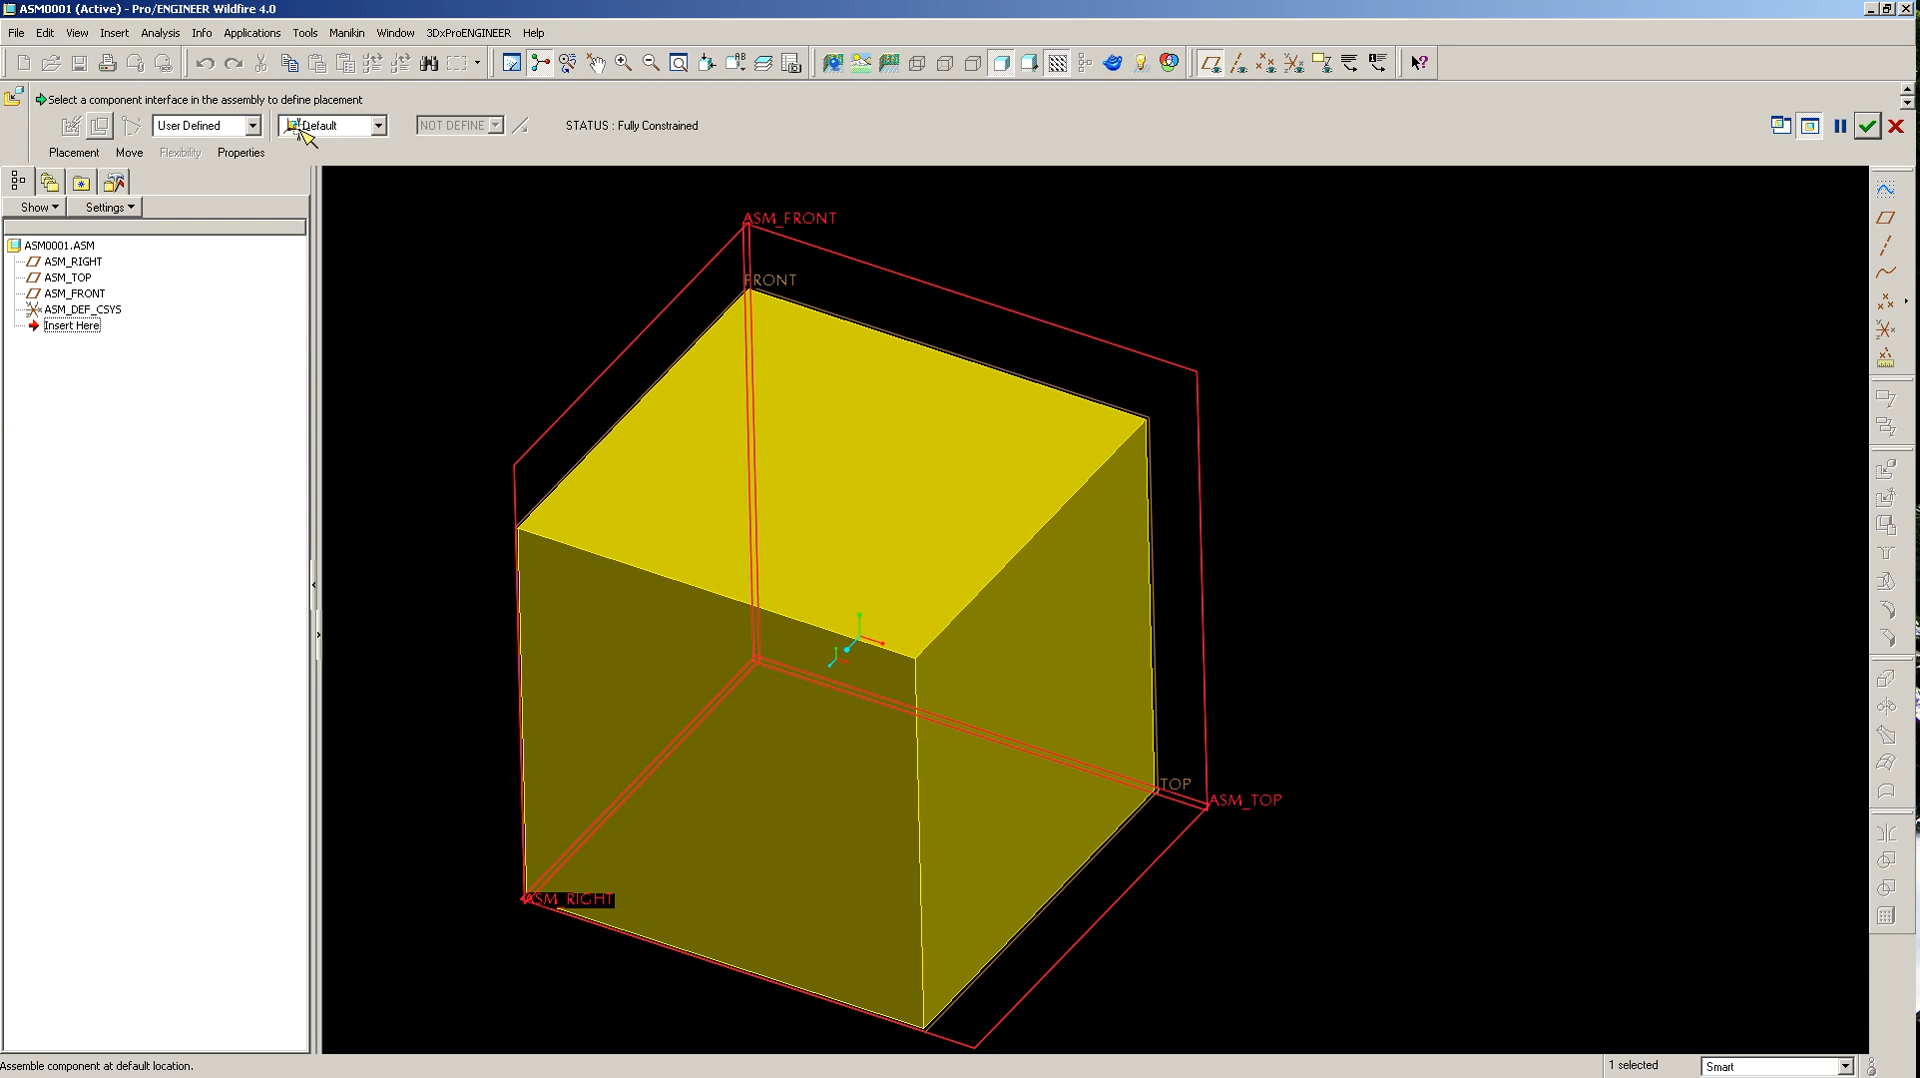 ASM0001 (Active) - Pro/ENGINEER Wildfire 4.0
File Edit View Insert Analysis Info Applications Tools Manikin Window 3DxProENGINEER Help
Select a component interface in the assembly to define placement
User Defined Default NOT DEFINE STATUS : Fully Constrained
Placement Move Flexibility Properties
Show Settings
ASM0001.ASM
ASM_RIGHT
ASM_TOP
ASM_FRONT
ASM_DEF_CSYS
Insert Here
ASM_FRONT
FRONT
TOP
ASM_TOP
ASM_RIGHT
Assemble component at default location.
1 selected Smart